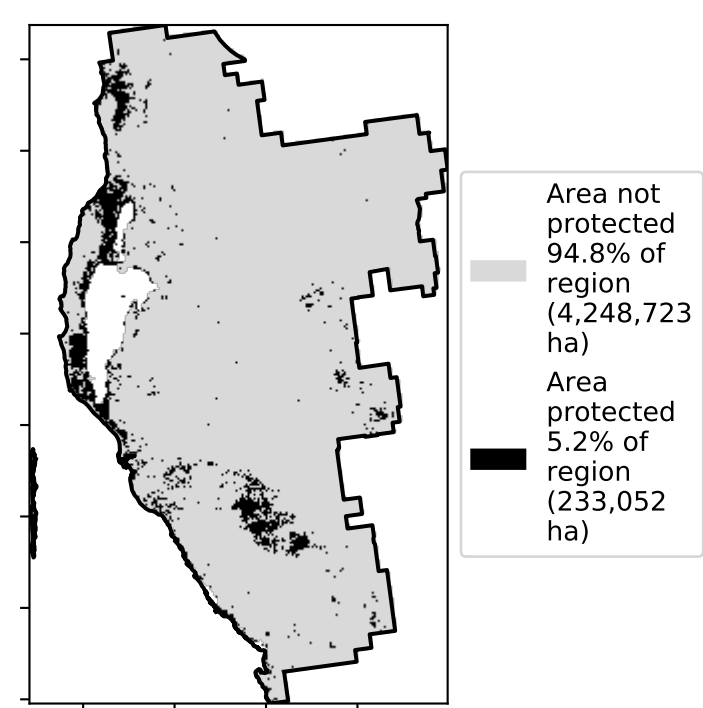 Area not
protected
94.8% of
region
(4,248,723
ha)
Area
protected
5.2% of
region
(233,052
ha)